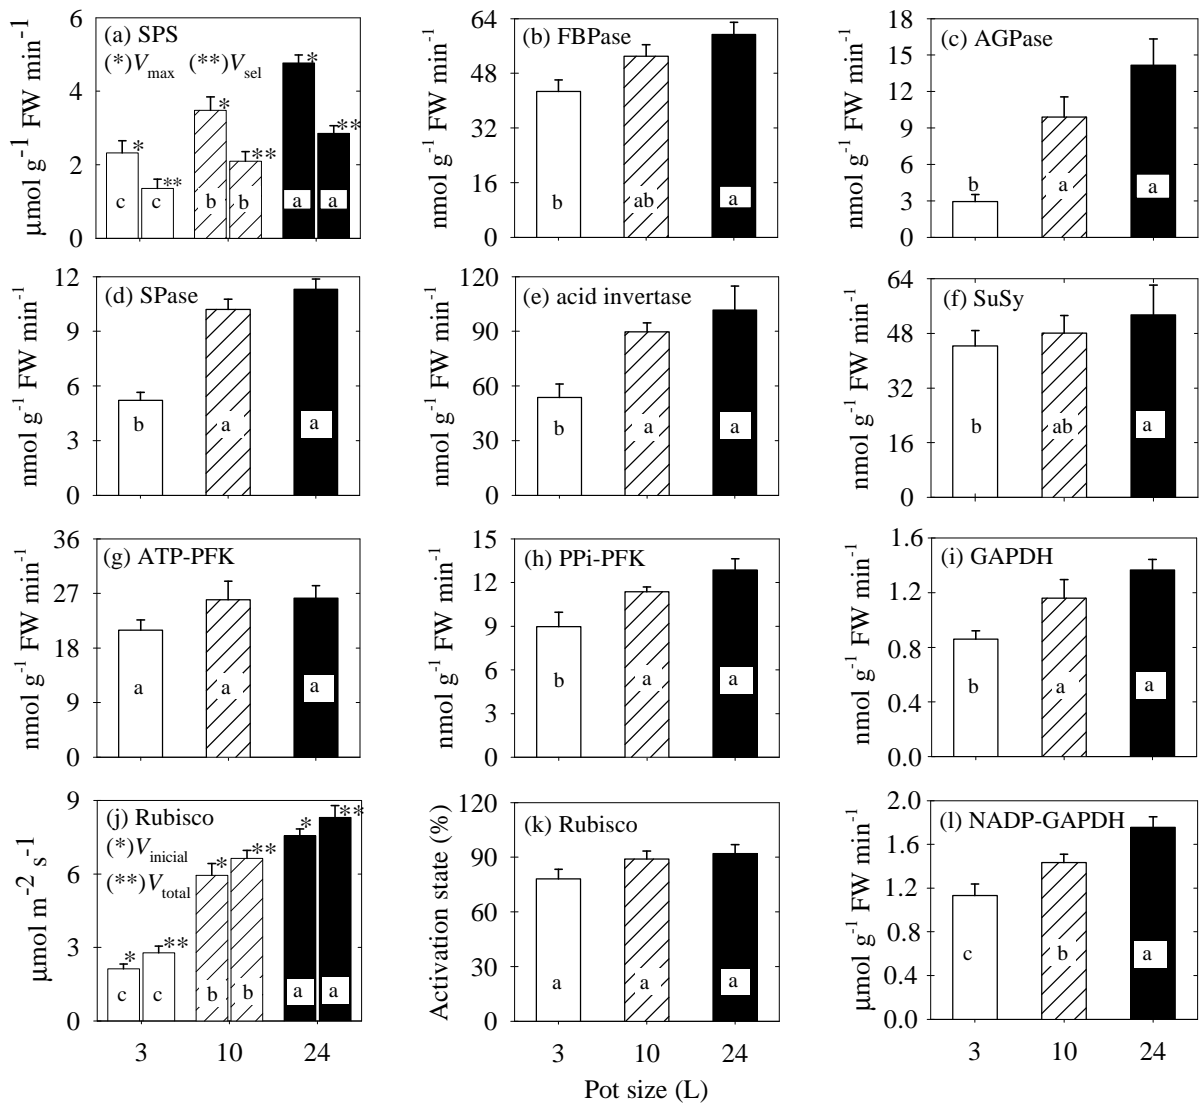 (a) SPS
(*)Vmax (**)Vsel
μmol g⁻¹ FW min⁻¹
6
4
2
0
* ** * ** * **
c c b b a a
(b) FBPase
nmol g⁻¹ FW min⁻¹
64
48
32
16
0
b ab a
(c) AGPase
nmol g⁻¹ FW min⁻¹
18
15
12
9
6
3
0
b a a
(d) SPase
nmol g⁻¹ FW min⁻¹
12
9
6
3
0
b a a
(e) acid invertase
nmol g⁻¹ FW min⁻¹
120
90
60
30
0
b a a
(f) SuSy
nmol g⁻¹ FW min⁻¹
64
48
32
16
0
b ab a
(g) ATP-PFK
nmol g⁻¹ FW min⁻¹
36
27
18
9
0
a a a
(h) PPi-PFK
nmol g⁻¹ FW min⁻¹
15
12
9
6
3
0
b a a
(i) GAPDH
nmol g⁻¹ FW min⁻¹
1.6
1.2
0.8
0.4
0.0
b a a
(j) Rubisco
(*)Vinicial
(**)Vtotal
μmol m⁻² s⁻¹
9
6
3
0
* ** * ** * **
c c b b a a
3 10 24
(k) Rubisco
Activation state (%)
120
90
60
30
0
a a a
3 10 24
Pot size (L)
(l) NADP-GAPDH
μmol g⁻¹ FW min⁻¹
2.0
1.6
1.2
0.8
0.4
0.0
c b a
3 10 24